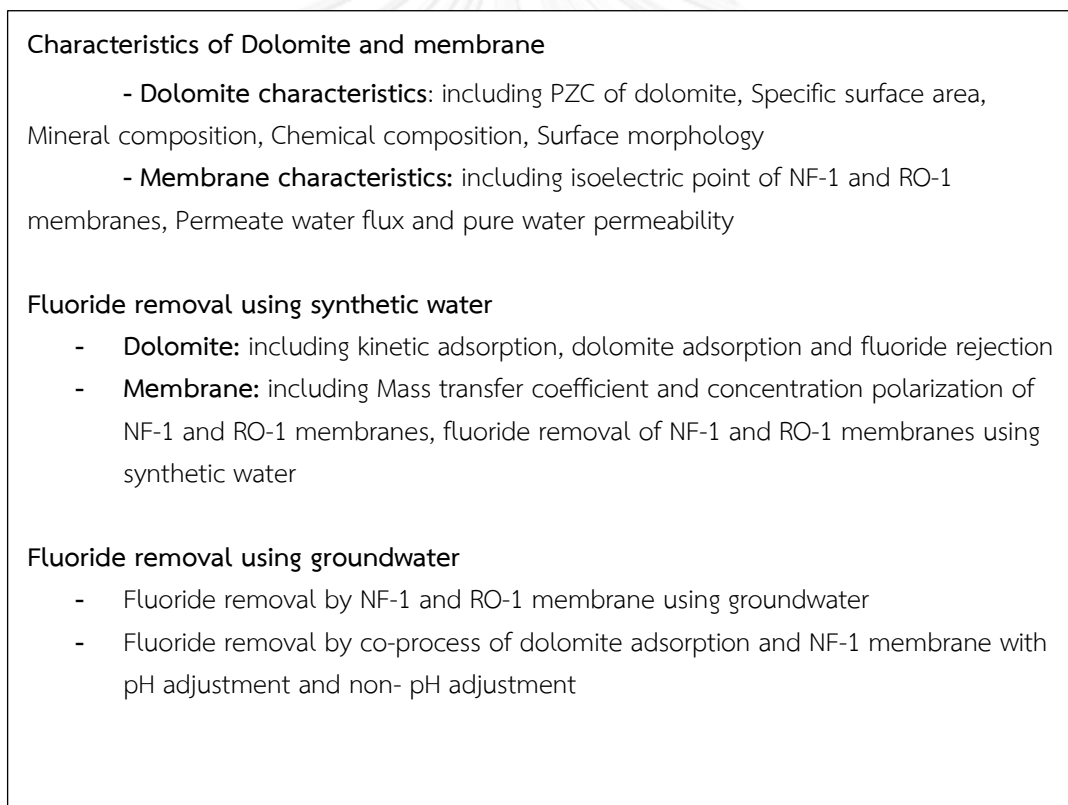 Characteristics of Dolomite and membrane
- Dolomite characteristics: including PZC of dolomite, Specific surface area,
Mineral composition, Chemical composition, Surface morphology
- Membrane characteristics: including isoelectric point of NF-1 and RO-1
membranes, Permeate water flux and pure water permeability
Fluoride removal using synthetic water
- Dolomite: including kinetic adsorption, dolomite adsorption and fluoride rejection
- Membrane: including Mass transfer coefficient and concentration polarization of
NF-1 and RO-1 membranes, fluoride removal of NF-1 and RO-1 membranes using
synthetic water
Fluoride removal using groundwater
- Fluoride removal by NF-1 and RO-1 membrane using groundwater
- Fluoride removal by co-process of dolomite adsorption and NF-1 membrane with
pH adjustment and non- pH adjustment